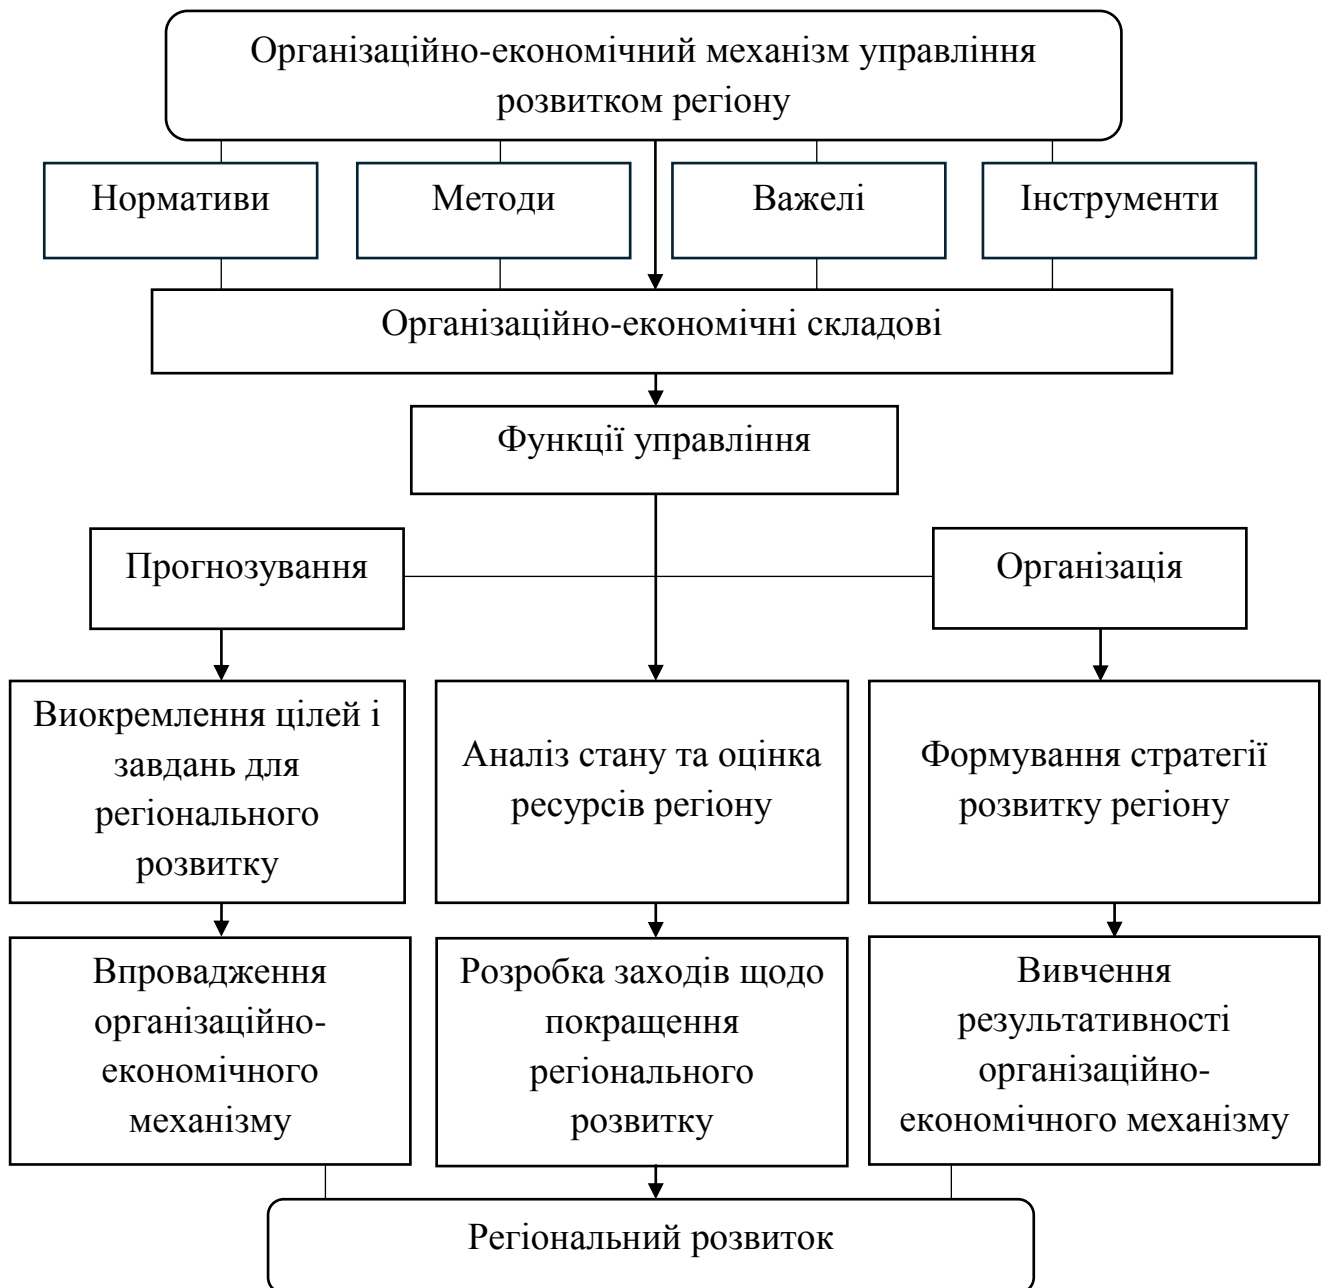 Організаційно-економічний механізм управління
розвитком регіону
Нормативи
Методи
Важелі
Інструменти
Організаційно-економічні складові
Функції управління
Прогнозування
Організація
Виокремлення цілей і
завдань для
регіонального
розвитку
Аналіз стану та оцінка
ресурсів регіону
Формування стратегії
розвитку регіону
Впровадження
організаційно-
економічного
механізму
Розробка заходів щодо
покращення
регіонального
розвитку
Вивчення
результативності
організаційно-
економічного механізму
Регіональний розвиток